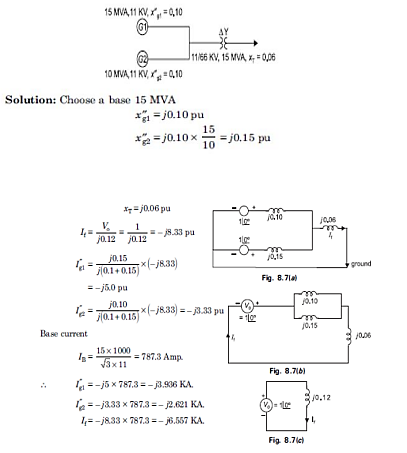 15 MVA,11 KV, x″g1 = 0.10
G1
ΔY
G2
11/66 KV, 15 MVA, xT = 0.06
10 MVA,11 KV, x″g2 = 0.10
Solution: Choose a base 15 MVA
x″g1 = j0.10 pu
x″g2 = j0.10 × 15/10 = j0.15 pu
xT = j0.06 pu
If = Vo/j0.12 = 1/j0.12 = – j8.33 pu
I″g1 = j0.15/j(0.1+0.15) × (–j8.33)
= –j5.0 pu
I″g2 = j0.10/j(0.1+0.15) × (–j8.33) = –j3.33 pu
Base current
IB = 15×1000/√3×11 = 787.3 Amp.
∴ I″g1 = –j5 × 787.3 = – j3.936 KA.
I″g2 = –j3.33 × 787.3 = – j2.621 KA.
If = –j8.33 × 787.3 = – j6.557 KA.
– +
1|0° j0.10
j0.06
If
1|0°
– +
j0.15
ground
Fig. 8.7(a)
– Vo +
= 1|0°
j0.10
j0.15
If
j0.06
Fig. 8.7(b)
+
Vo = 1|0°
–
j0.12
If
Fig. 8.7(c)